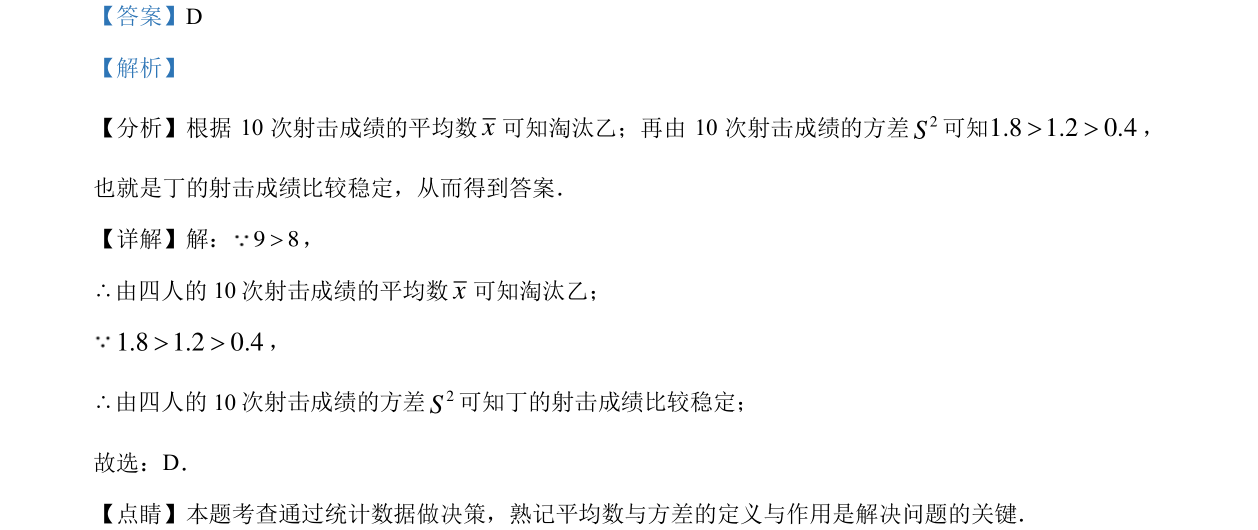 【答案】D
【解析】
【分析】根据 10 次射击成绩的平均数 x̅ 可知淘汰乙；再由 10 次射击成绩的方差 S² 可知1.8＞1.2＞0.4，
也就是丁的射击成绩比较稳定，从而得到答案．
【详解】解：∵9＞8，
∴由四人的 10 次射击成绩的平均数 x̅ 可知淘汰乙；
∵1.8＞1.2＞0.4，
∴由四人的 10 次射击成绩的方差 S² 可知丁的射击成绩比较稳定；
故选：D．
【点睛】本题考查通过统计数据做决策，熟记平均数与方差的定义与作用是解决问题的关键．